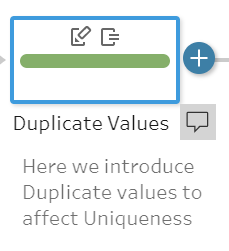 Duplicate Values
Here we introduce
Duplicate values to
affect Uniqueness